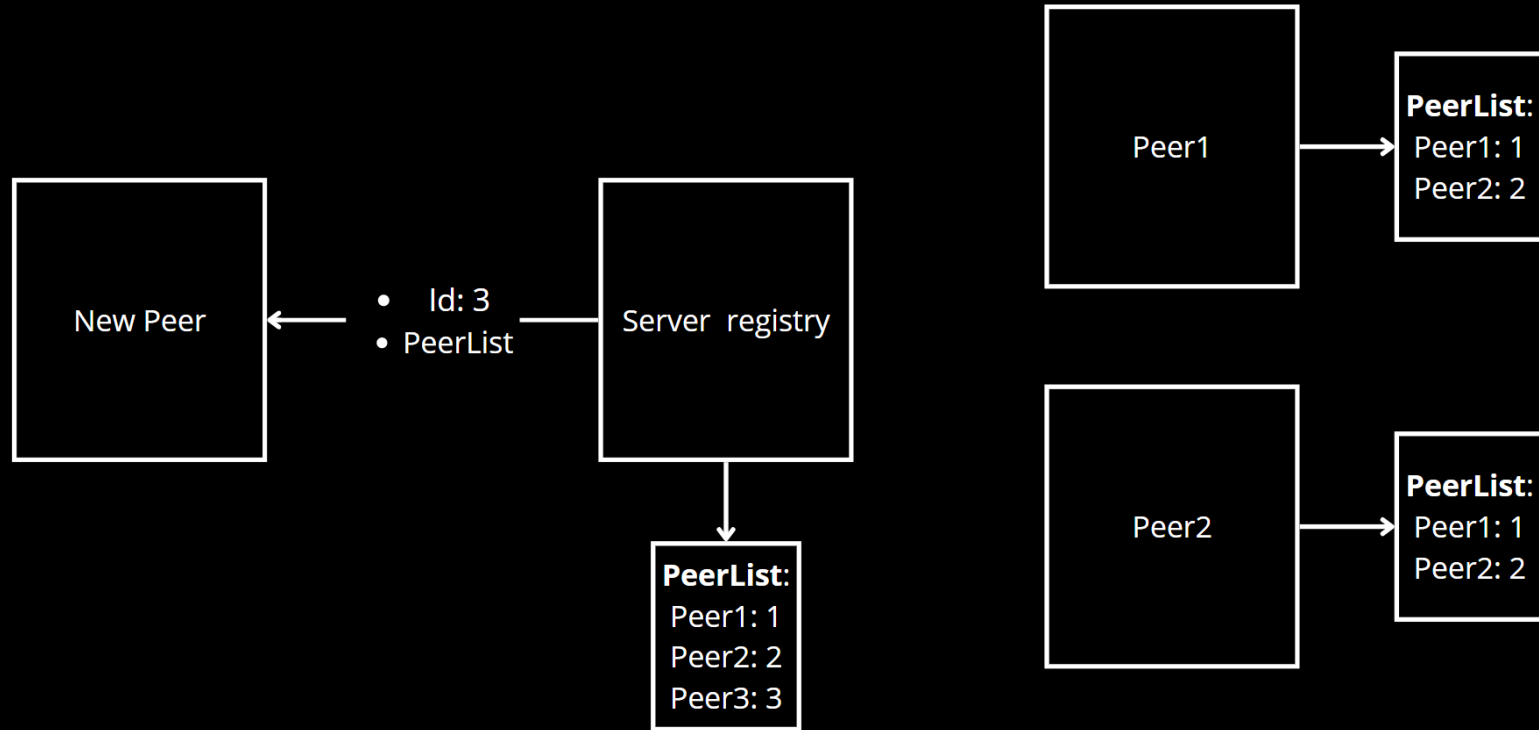 New Peer
• Id: 3
• PeerList
Server registry
PeerList:
Peer1: 1
Peer2: 2
Peer3: 3
Peer1
PeerList:
Peer1: 1
Peer2: 2
Peer2
PeerList:
Peer1: 1
Peer2: 2